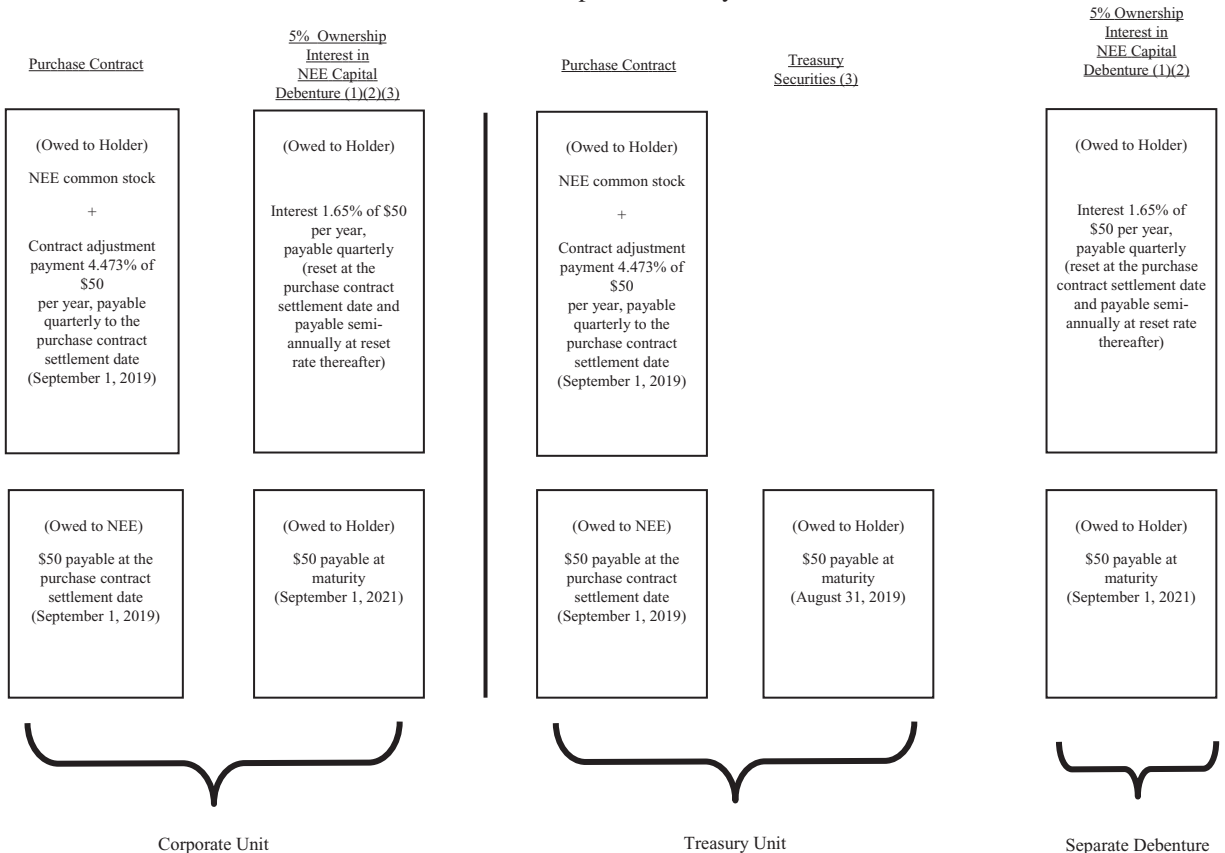 Purchase Contract
5% Ownership
Interest in
NEE Capital
Debenture (1)(2)(3)
(Owed to Holder)
NEE common stock
+
Contract adjustment
payment 4.473% of
$50
per year, payable
quarterly to the
purchase contract
settlement date
(September 1, 2019)
(Owed to Holder)
Interest 1.65% of $50
per year,
payable quarterly
(reset at the
purchase contract
settlement date and
payable semi-
annually at reset
rate thereafter)
(Owed to NEE)
$50 payable at the
purchase contract
settlement date
(September 1, 2019)
(Owed to Holder)
$50 payable at
maturity
(September 1, 2021)
Corporate Unit
Purchase Contract
Treasury
Securities (3)
(Owed to Holder)
NEE common stock
+
Contract adjustment
payment 4.473% of
$50
per year, payable
quarterly to the
purchase contract
settlement date
(September 1, 2019)
(Owed to NEE)
$50 payable at the
purchase contract
settlement date
(September 1, 2019)
(Owed to Holder)
$50 payable at
maturity
(August 31, 2019)
Treasury Unit
5% Ownership
Interest in
NEE Capital
Debenture (1)(2)
(Owed to Holder)
Interest 1.65% of
$50 per year,
payable quarterly
(reset at the purchase
contract settlement date
and payable semi-
annually at reset rate
thereafter)
(Owed to Holder)
$50 payable at
maturity
(September 1, 2021)
Separate Debenture